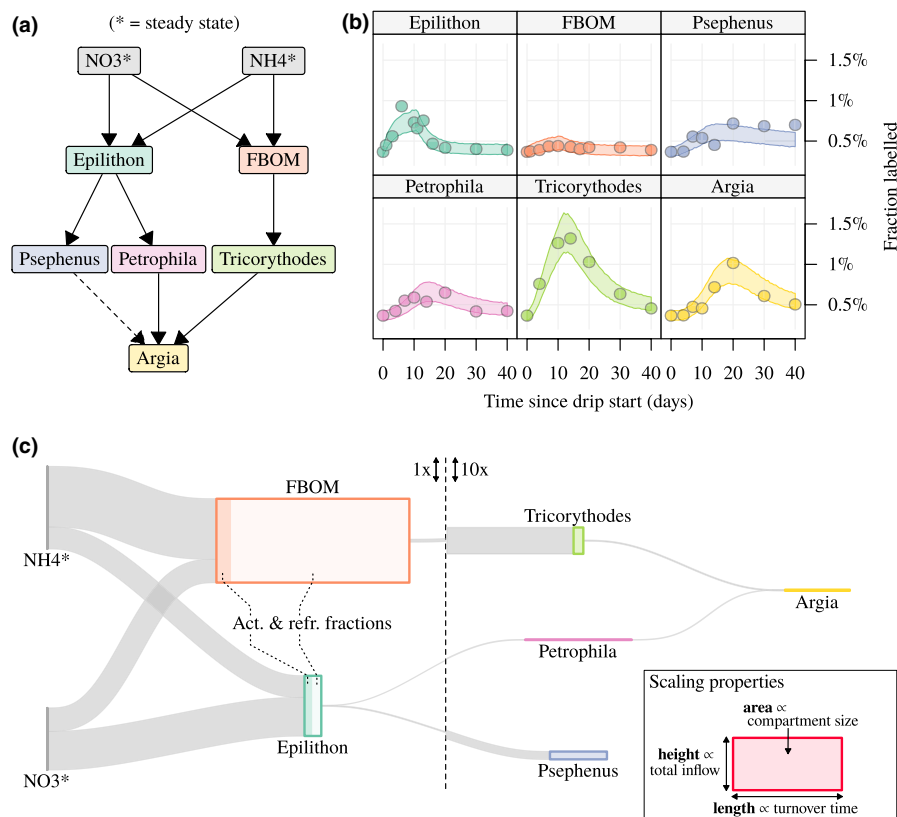 (a)
(* = steady state)
NO3*
NH4*
Epilithon
FBOM
Psephenus
Petrophila
Tricorythodes
Argia
(b)
Epilithon
FBOM
Psephenus
1.5%
1%
0.5%
Petrophila
Tricorythodes
Argia
1.5%
1%
0.5%
Fraction labelled
0 10 20 30 40
0 10 20 30 40
0 10 20 30 40
Time since drip start (days)
(c)
1x
10x
FBOM
Tricorythodes
NH4*
Argia
Act. & refr. fractions
Petrophila
Epilithon
Psephenus
NO3*
Scaling properties
area ∝
compartment size
height ∝
total inflow
length ∝ turnover time